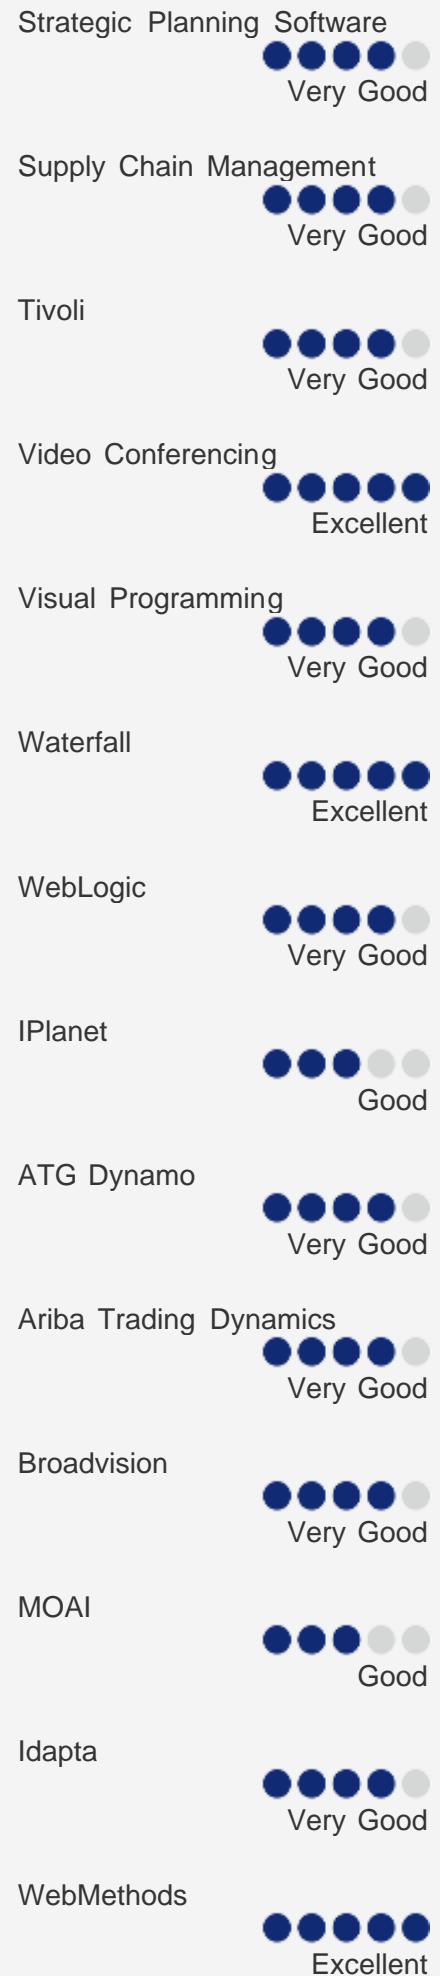 Strategic Planning Software
Very Good
Supply Chain Management
Very Good
Tivoli
Very Good
Video Conferencing
Excellent
Visual Programming
Very Good
Waterfall
Excellent
WebLogic
Very Good
IPlanet
Good
ATG Dynamo
Very Good
Ariba Trading Dynamics
Very Good
Broadvision
Very Good
MOAI
Good
Idapta
Very Good
WebMethods
Excellent